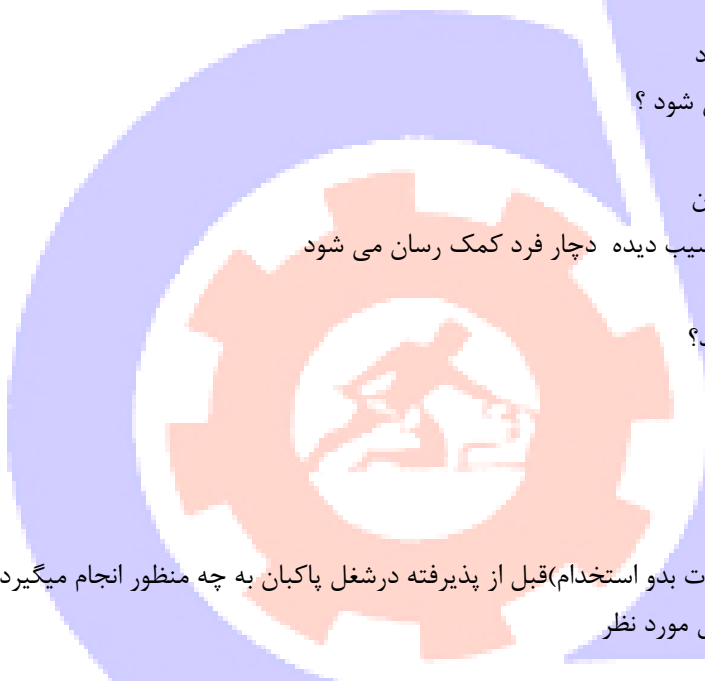 د
شود ؟
ن
دیده دچار فرد کمک رسان می شود
د؟
بدو استخدام)قبل از پذیرفته درشغل پاکبان به چه منظور انجام میگیرد
مورد نظر